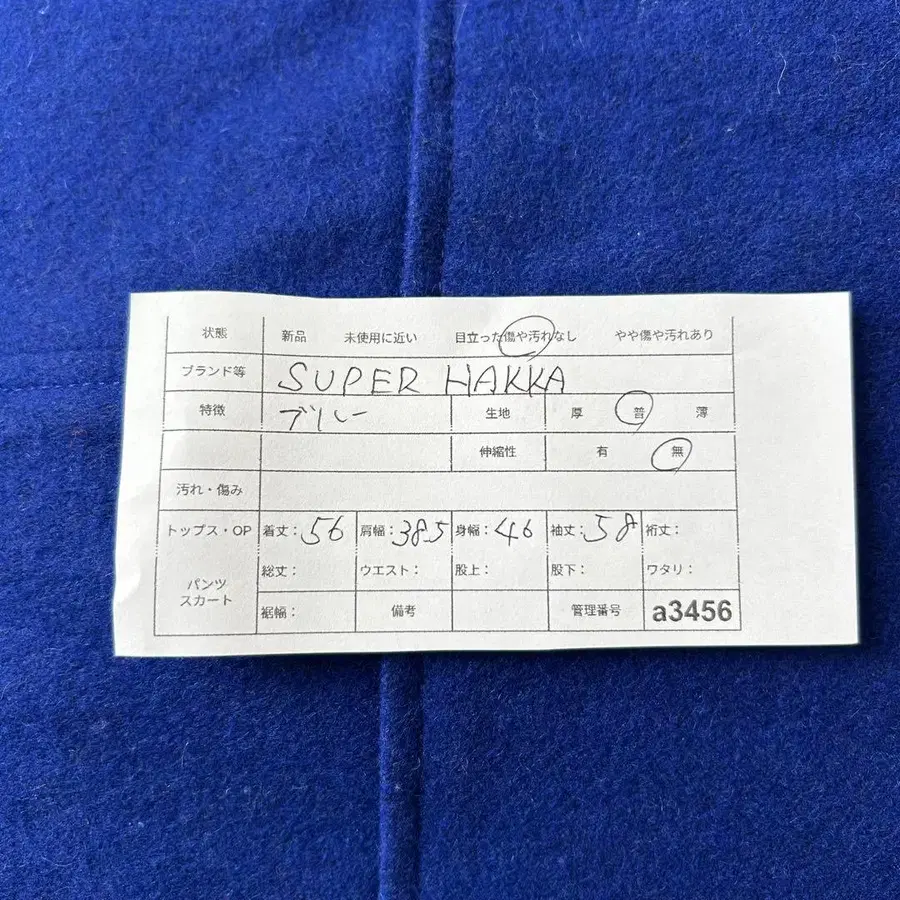 状態 新品 未使用に近い 目立った傷や汚れなし やや傷や汚れあり
ブランド等 SUPER HAKKA
特徴 ブルー 生地 厚 普 薄
伸縮性 有 無
汚れ・傷み
トップス・OP 着丈：56 肩幅：38.5 身幅：46 袖丈：58 裄丈：
パンツ スカート 総丈： ウエスト： 股上： 股下： ワタリ：
裾幅： 備考 管理番号 a3456